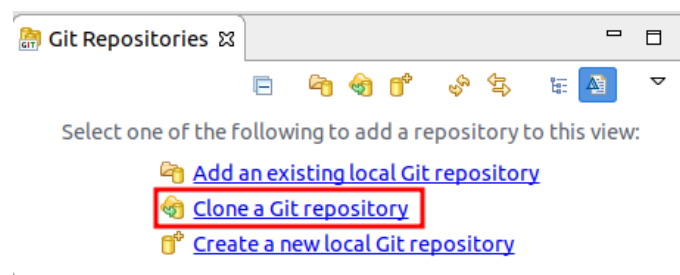 GIT Git Repositories
Select one of the following to add a repository to this view:
Add an existing local Git repository
Clone a Git repository
Create a new local Git repository